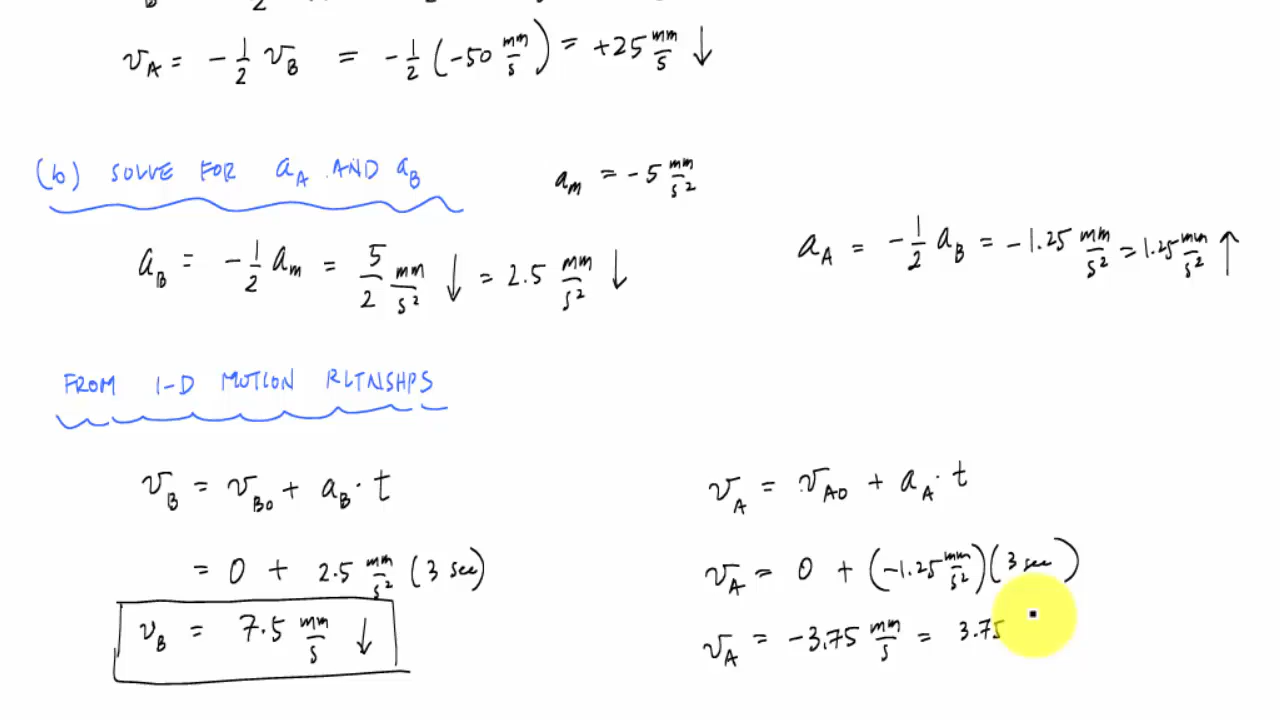 v_A = -1/2 v_B = -1/2 (-50 mm/s) = +25 mm/s ↓
(b) SOLVE FOR a_A AND a_B
a_m = -5 mm/s²
a_B = -1/2 a_m = 5/2 mm/s² ↓ = 2.5 mm/s² ↓
a_A = -1/2 a_B = -1.25 mm/s² = 1.25 mm/s² ↑
FROM 1-D MOTION RLTNSHPS
v_B = v_B0 + a_B · t
= 0 + 2.5 mm/s² (3 sec)
v_B = 7.5 mm/s ↓
v_A = v_A0 + a_A · t
v_A = 0 + (-1.25 mm/s²)(3 sec)
v_A = -3.75 mm/s = 3.75